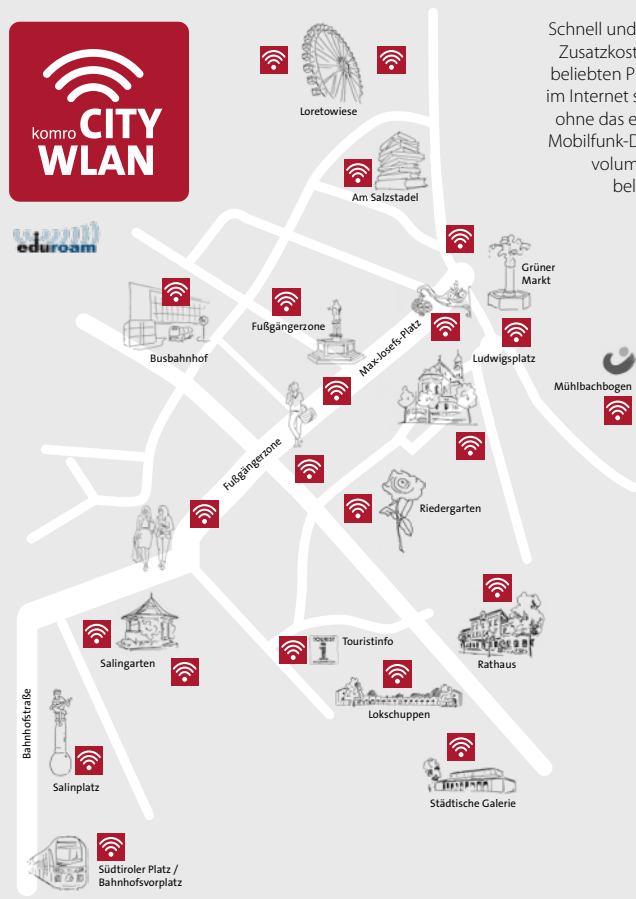 komro CITY
WLAN
Schnell und
Zusatzkost
beliebten P
im Internet s
ohne das e
Mobilfunk-D
volum
bel
eduroam
Loretowiese
Am Salzstadel
Grüner
Markt
Busbahnhof
Fußgängerzone
Max-Josefs-Platz
Ludwigsplatz
Mühlbachbogen
Fußgängerzone
Riedergarten
Salingarten
TOURIST
i
Touristinfo
Rathaus
Lokschuppen
Bahnhofstraße
Salinplatz
Städtische Galerie
Südtiroler Platz /
Bahnhofsvorplatz